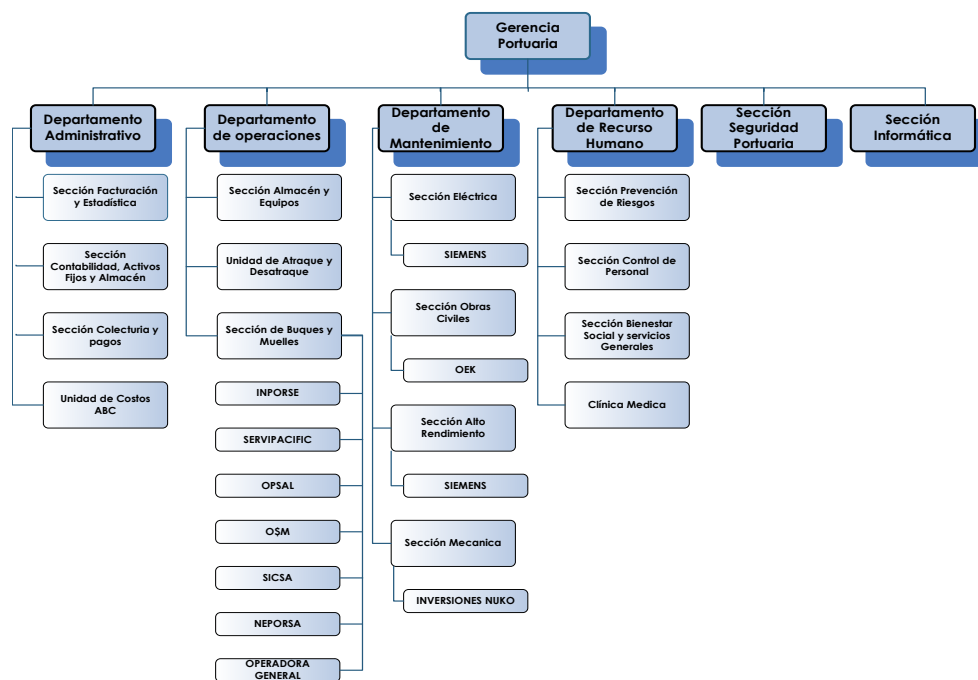 Gerencia
Portuaria
Departamento
Administrativo
Departamento
de operaciones
Departamento
de
Mantenimiento
Departamento
de Recurso
Humano
Sección
Seguridad
Portuaria
Sección
Informática
Sección Facturación
y Estadística
Sección
Contabilidad, Activos
Fijos y Almacén
Sección Colecturia y
pagos
Unidad de Costos
ABC
Sección Almacén y
Equipos
Unidad de Atraque y
Desatraque
Sección de Buques y
Muelles
INPORSE
SERVIPACIFIC
OPSAL
O$M
SICSA
NEPORSA
OPERADORA
GENERAL
Sección Eléctrica
SIEMENS
Sección Obras
Civiles
OEK
Sección Alto
Rendimiento
SIEMENS
Sección Mecanica
INVERSIONES NUKO
Sección Prevención
de Riesgos
Sección Control de
Personal
Sección Bienestar
Social y servicios
Generales
Clínica Medica